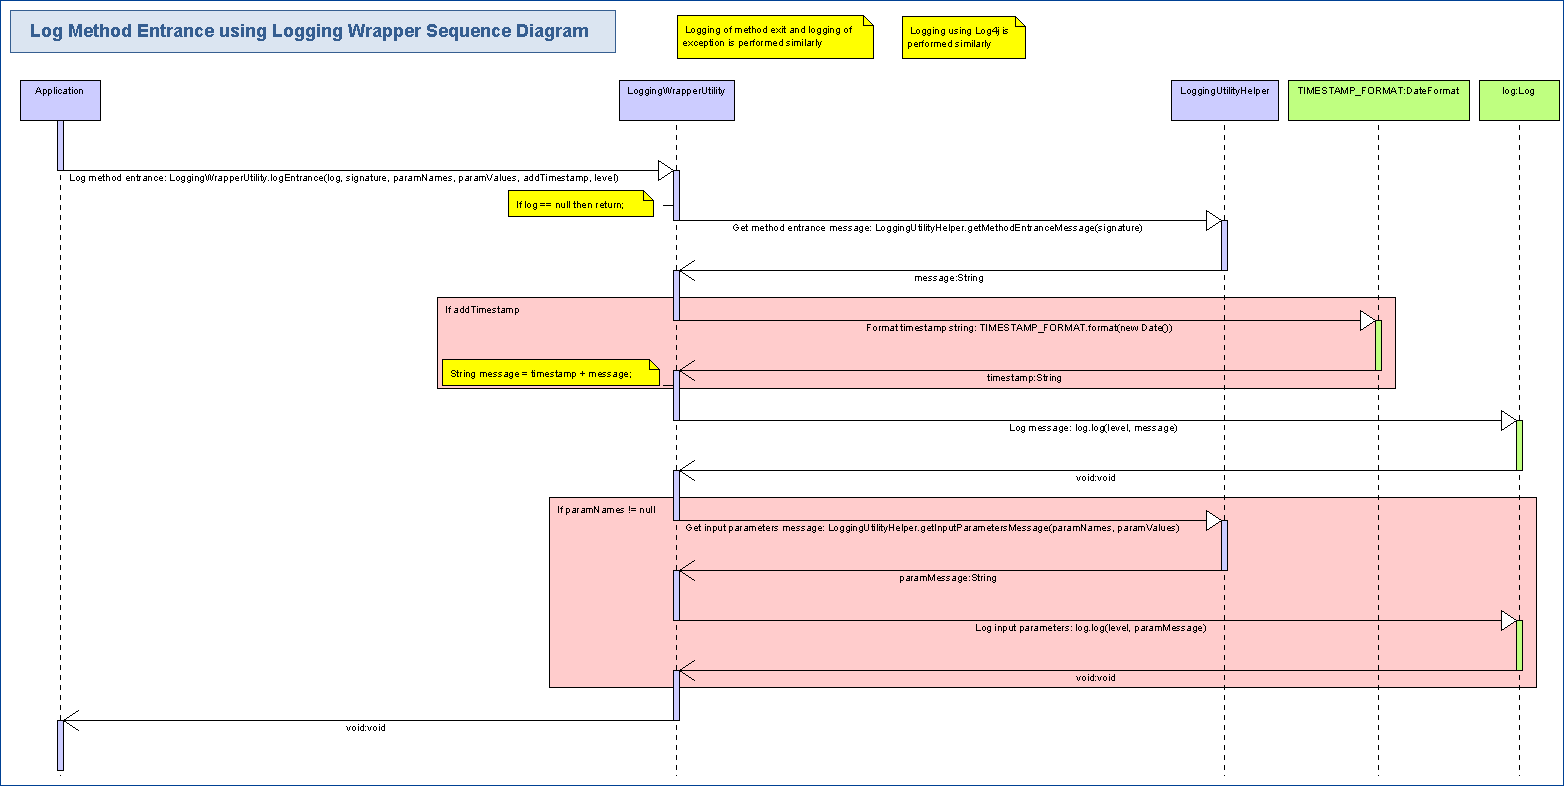 Log Method Entrance using Logging Wrapper Sequence Diagram
Logging of method exit and logging of
exception is performed similarly
Logging using Log4j is
performed similarly
Application
LoggingWrapperUtility
LoggingUtilityHelper
TIMESTAMP_FORMAT:DateFormat
log:Log
Log method entrance: LoggingWrapperUtility.logEntrance(log, signature, paramNames, paramValues, addTimestamp, level)
If log == null then return;
Get method entrance message: LoggingUtilityHelper.getMethodEntranceMessage(signature)
message:String
If addTimestamp
Format timestamp string: TIMESTAMP_FORMAT.format(new Date())
String message = timestamp + message;
timestamp:String
Log message: log.log(level, message)
void:void
If paramNames != null
Get input parameters message: LoggingUtilityHelper.getInputParametersMessage(paramNames, paramValues)
paramMessage:String
Log input parameters: log.log(level, paramMessage)
void:void
void:void